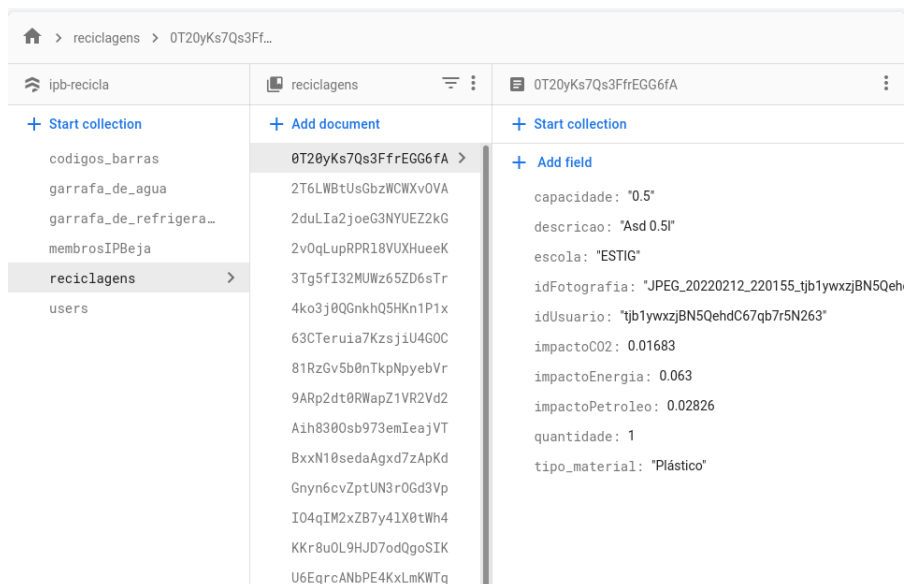 reciclagens > 0T20yKs7Qs3Ff...
ipb-recicla
+ Start collection
codigos_barras
garrafa_de_agua
garrafa_de_refrigera…
membrosIPBeja
reciclagens
users
reciclagens
+ Add document
0T20yKs7Qs3FfrEGG6fA
2T6LWBtUsGbzWCWXvOVA
2duLIa2joeG3NYUEZ2kG
2vOqLupRPRl8VUXHueeK
3Tg5fI32MUWz65ZD6sTr
4ko3j0QGnkhQ5HKn1P1x
63CTeruia7KzsjiU4GOC
81RzGv5b0nTkpNpyebVr
9ARp2dt0RWapZ1VR2Vd2
Aih830Osb973emIeajVT
BxxN10sedaAgxd7zApKd
Gnyn6cvZptUN3rOGd3Vp
IO4qIM2xZB7y4lX0tWh4
KKr8uOL9HJD7odQgoSIK
U6EgrcANbPE4KxLmKWTq
0T20yKs7Qs3FfrEGG6fA
+ Start collection
+ Add field
capacidade: "0.5"
descricao: "Asd 0.5l"
escola: "ESTIG"
idFotografia: "JPEG_20220212_220155_tjb1ywxzjBN5Qeh
idUsuario: "tjb1ywxzjBN5QehdC67qb7r5N263"
impactoCO2: 0.01683
impactoEnergia: 0.063
impactoPetroleo: 0.02826
quantidade: 1
tipo_material: "Plástico"